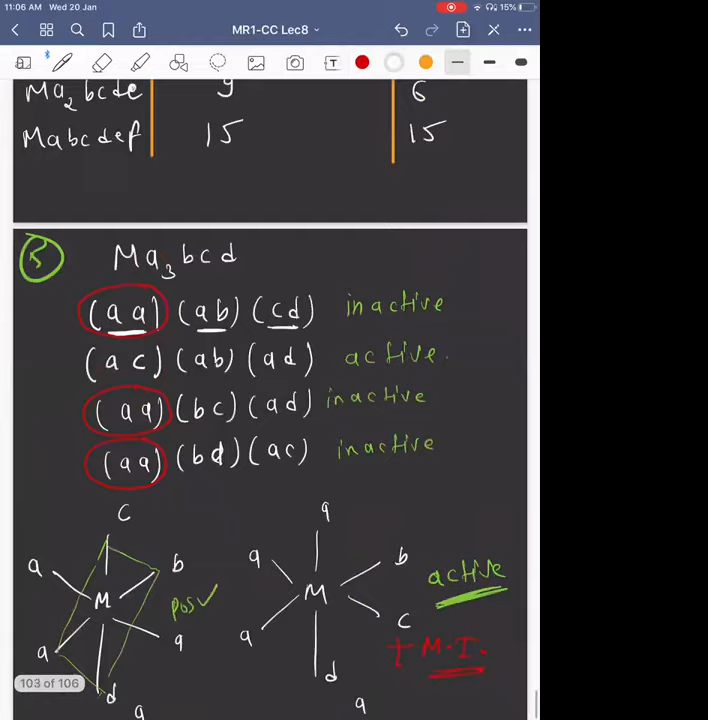 11:06 AM Wed 20 Jan
15%
MR1-CC Lec8
T
Ma2bcde 9 6
Mabcdef 15 15
5 Ma3bcd
(aa) (ab) (cd) inactive
(ac) (ab) (ad) active.
(aa) (bc) (ad) inactive
(aa) (bd) (ac) inactive
c
a b
M
posv
a a
d
a
a
a b
M active
a c
+ M.I.
d
a
103 of 106